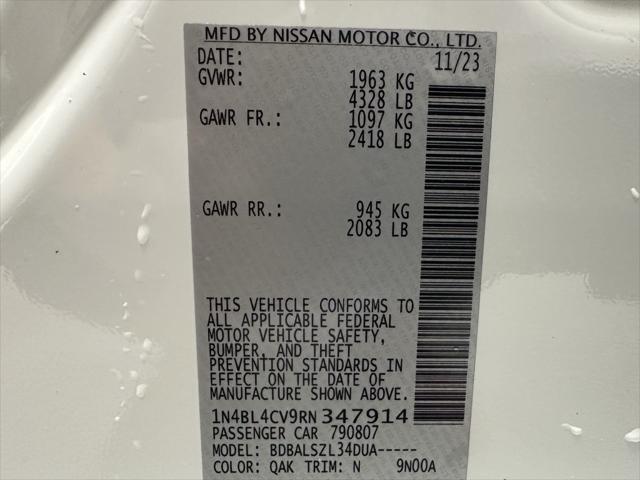 MFD BY NISSAN MOTOR CO., LTD.
DATE: 11/23
GVWR: 1963 KG
4328 LB
GAWR FR.: 1097 KG
2418 LB
GAWR RR.: 945 KG
2083 LB
THIS VEHICLE CONFORMS TO
ALL APPLICABLE FEDERAL
MOTOR VEHICLE SAFETY,
BUMPER, AND THEFT
PREVENTION STANDARDS IN
EFFECT ON THE DATE OF
MANUFACTURE SHOWN ABOVE.
1N4BL4CV9RN347914
PASSENGER CAR 790807
MODEL: BDBALSZL34DUA-----
COLOR: QAK TRIM: N 9N00A